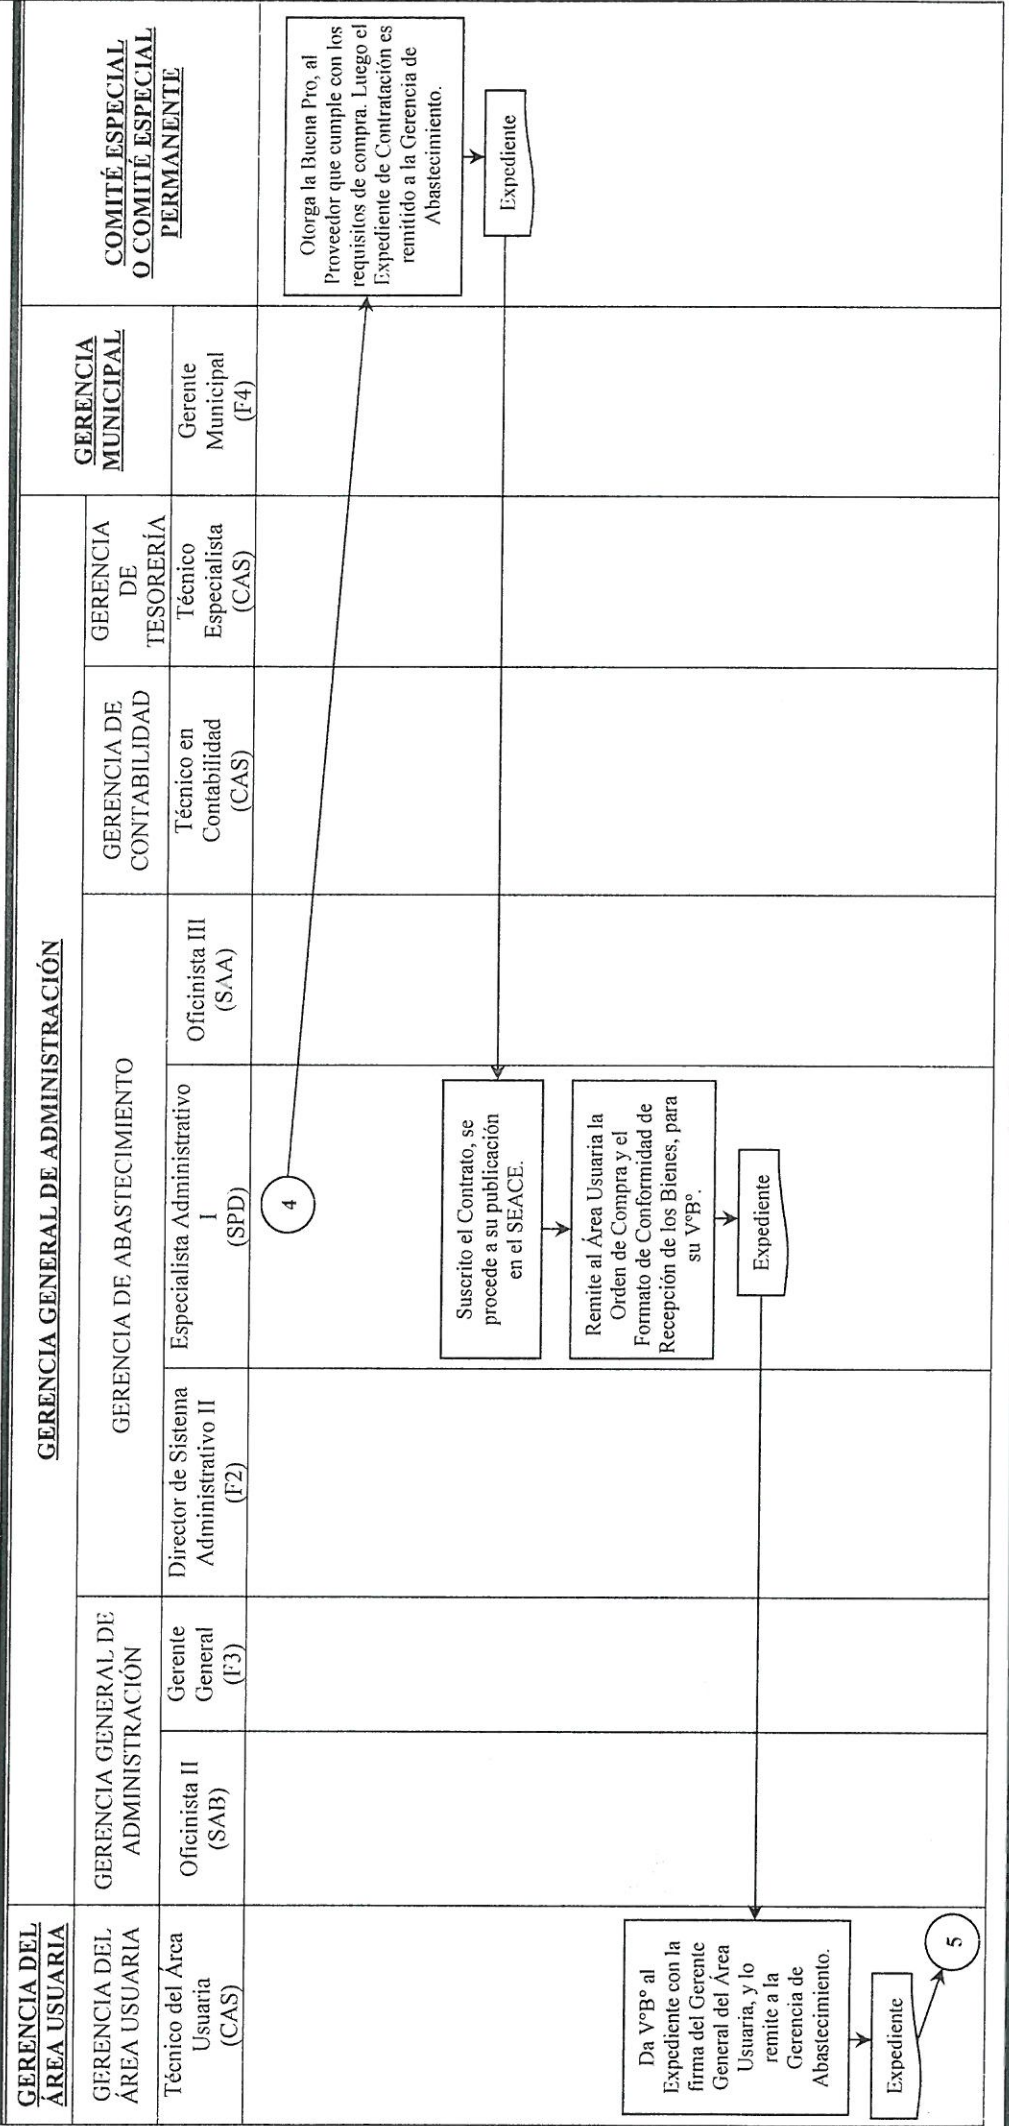 GERENCIA DEL
ÁREA USUARIA
GERENCIA GENERAL DE ADMINISTRACIÓN
GERENCIA
MUNICIPAL
COMITÉ ESPECIAL
O COMITÉ ESPECIAL
PERMANENTE
GERENCIA DEL
ÁREA USUARIA
GERENCIA GENERAL DE
ADMINISTRACIÓN
GERENCIA DE ABASTECIMIENTO
GERENCIA DE
CONTABILIDAD
GERENCIA
DE
TESORERÍA
Técnico del Área
Usuaria
(CAS)
Oficinista II
(SAB)
Gerente
General
(F3)
Director de Sistema
Administrativo II
(F2)
Especialista Administrativo
I
(SPD)
Oficinista III
(SAA)
Técnico en
Contabilidad
(CAS)
Técnico
Especialista
(CAS)
Gerente
Municipal
(F4)
4
Otorga la Buena Pro, al
Proveedor que cumple con los
requisitos de compra. Luego el
Expediente de Contratación es
remitido a la Gerencia de
Abastecimiento.
Expediente
Suscrito el Contrato, se
procede a su publicación
en el SEACE.
Remite al Área Usuaria la
Orden de Compra y el
Formato de Conformidad de
Recepción de los Bienes, para
su V°B°.
Expediente
Da V°B° al
Expediente con la
firma del Gerente
General del Área
Usuaria, y lo
remite a la
Gerencia de
Abastecimiento.
Expediente
5